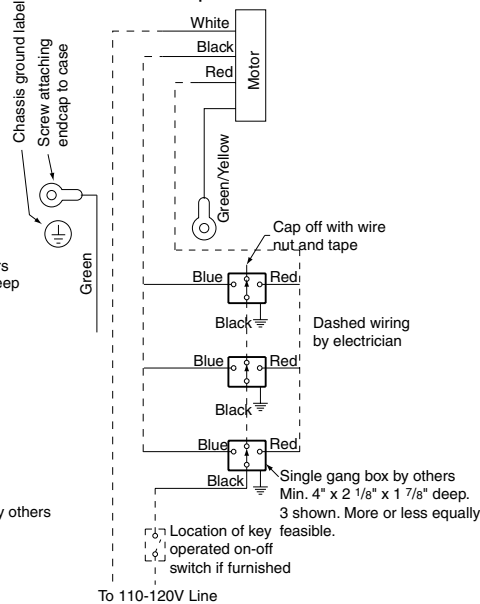 White
Black
Red
Motor
Chassis ground label
Screw attaching
endcap to case
Green/Yellow
Green
Cap off with wire
nut and tape
rs
eep
Blue
Red
Black
Dashed wiring
by electrician
Blue
Red
Black
Blue
Red
Black
Single gang box by others
Min. 4" x 2 1/8" x 1 7/8" deep.
3 shown. More or less equally
feasible.
y others
Location of key
operated on-off
switch if furnished
To 110-120V Line